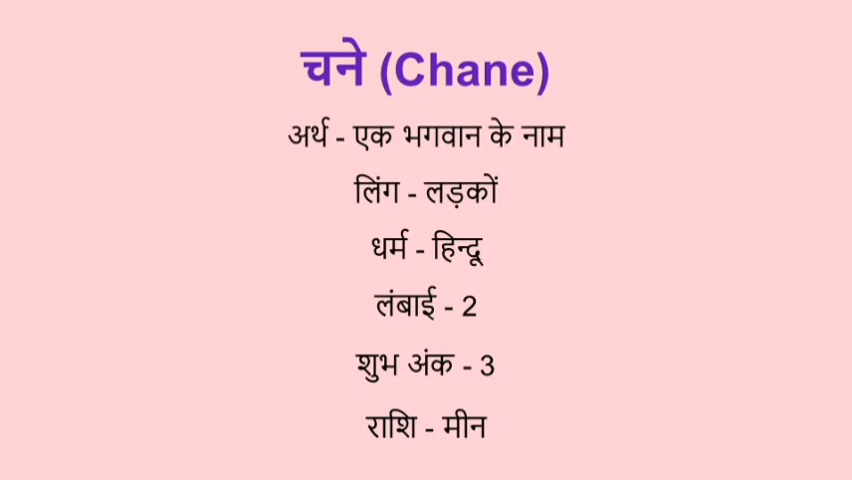 चने (Chane)
अर्थ - एक भगवान के नाम
लिंग - लड़कों
धर्म - हिन्दू
लंबाई - 2
शुभ अंक - 3
राशि - मीन